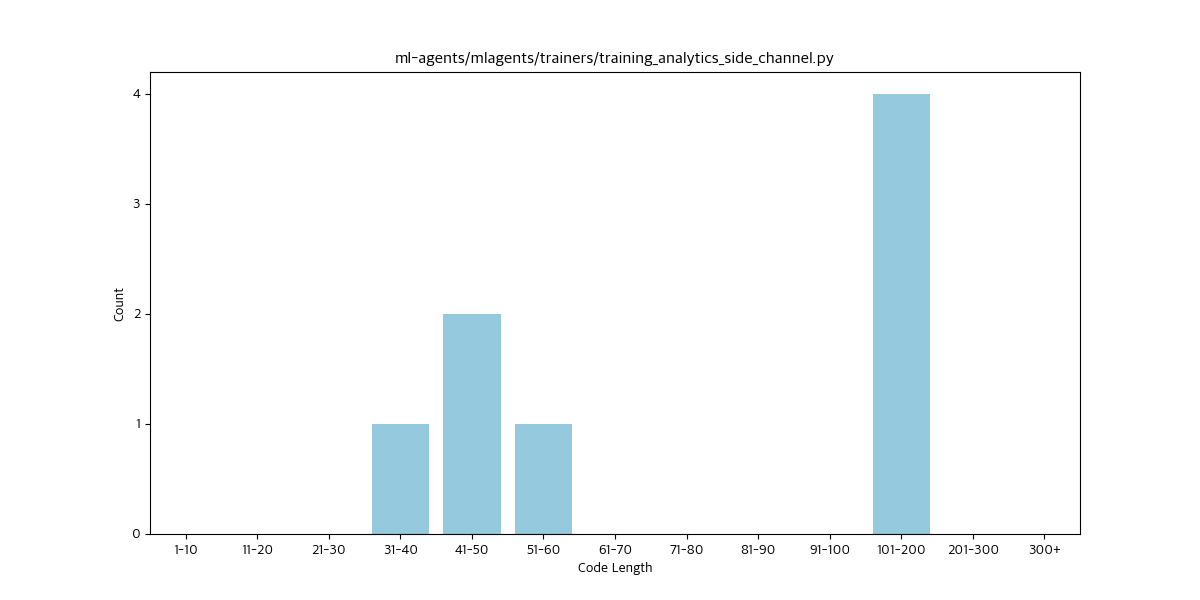 ml-agents/mlagents/trainers/training_analytics_side_channel.py
4
3
2
1
0
Count
1-10 11-20 21-30 31-40 41-50 51-60 61-70 71-80 81-90 91-100 101-200 201-300 300+
Code Length